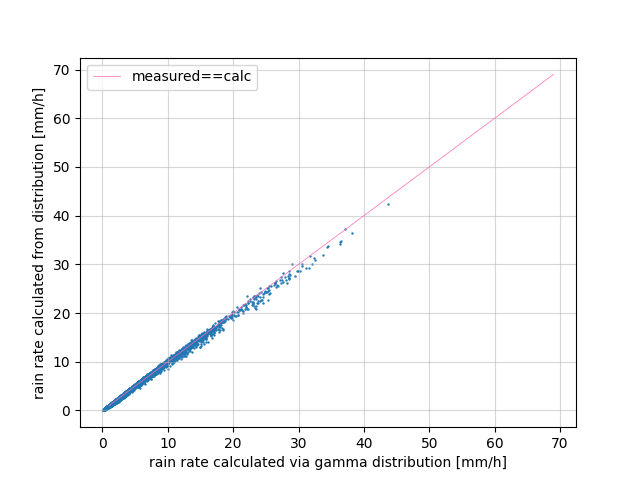 measured==calc
rain rate calculated from distribution [mm/h]
70
60
50
40
30
20
10
0
0 10 20 30 40 50 60 70
rain rate calculated via gamma distribution [mm/h]